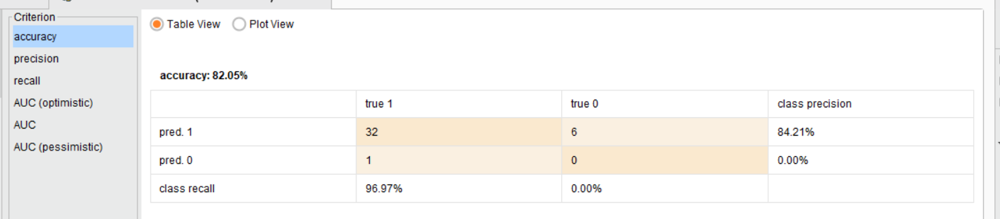 Criterion
accuracy
precision
recall
AUC (optimistic)
AUC
AUC (pessimistic)
Table View Plot View
accuracy: 82.05%
true 1 true 0 class precision
pred. 1 32 6 84.21%
pred. 0 1 0 0.00%
class recall 96.97% 0.00%